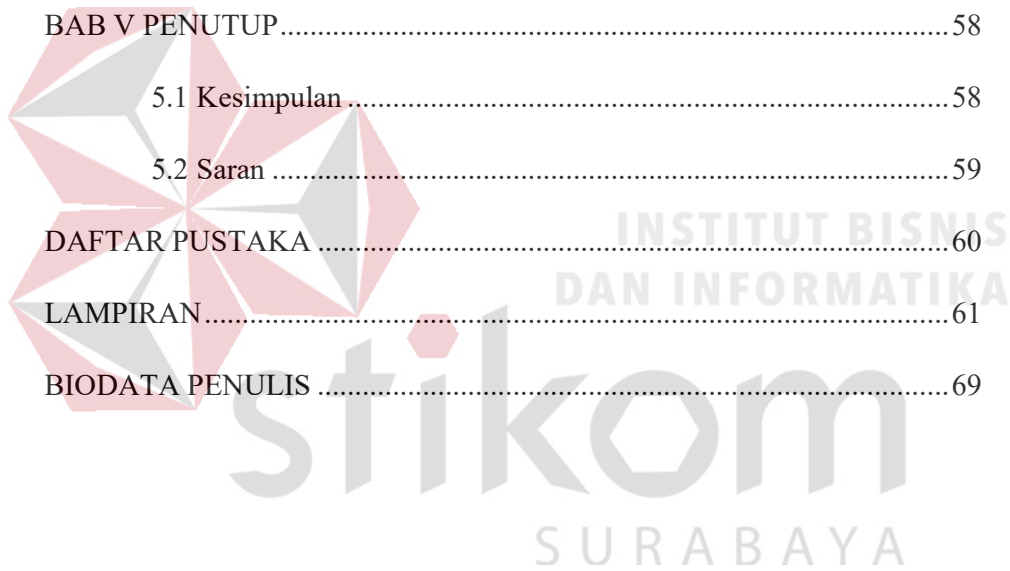 BAB V PENUTUP....................................................................................58
5.1 Kesimpulan...........................................................................58
5.2 Saran .....................................................................................59
INSTITUT BISNIS
DAFTAR PUSTAKA ...............................................................................60
DAN INFORMATIKA
LAMPIRAN..............................................................................................61
stikom
BIODATA PENULIS ...............................................................................69
SURABAYA